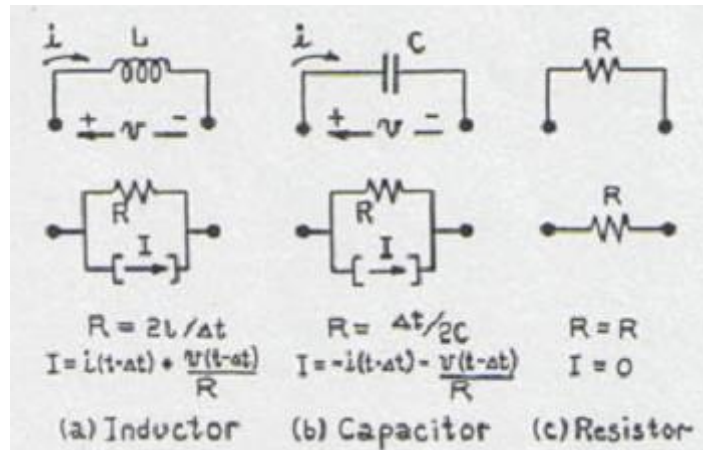 i L
+ v -
R
I
R = 2L/Δt
I = i(t-Δt) + v(t-Δt)/R
(a) Inductor
i C
+ v -
R
I
R = Δt/2C
I = -i(t-Δt) - v(t-Δt)/R
(b) Capacitor
R
R
R = R
I = 0
(c) Resistor